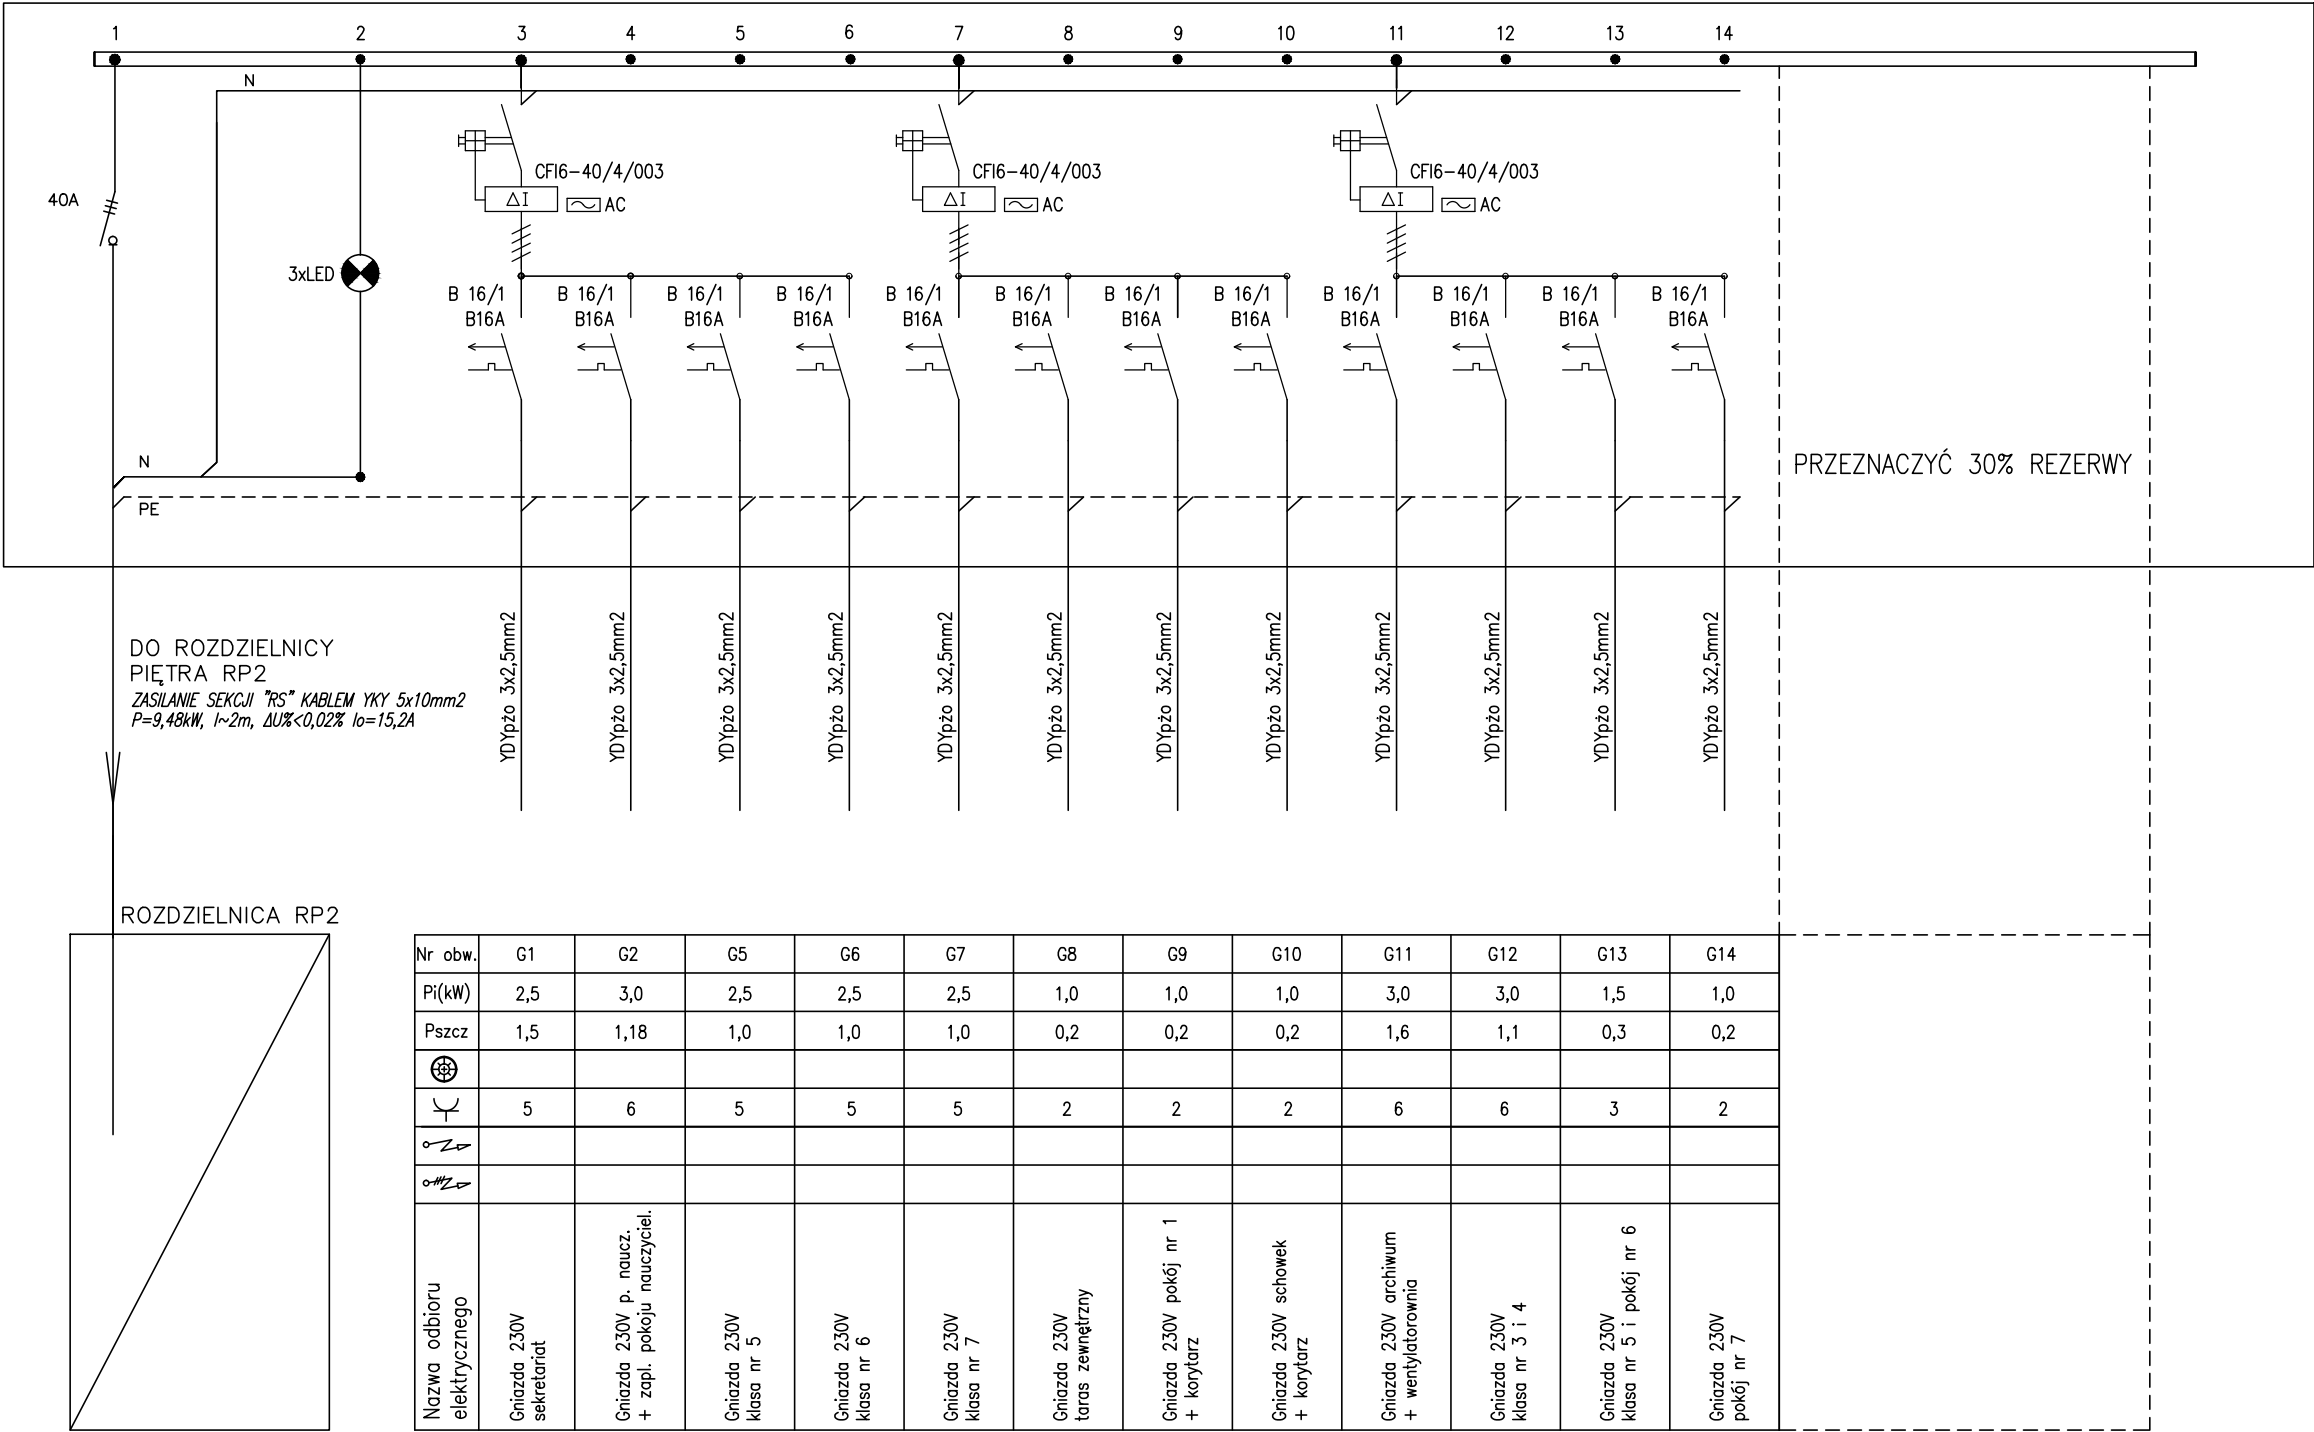 1 2 3 4 5 6 7 8 9 10 11 12 13 14
N
40A
3xLED
CFI6-40/4/003 CFI6-40/4/003 CFI6-40/4/003
ΔI AC ΔI AC ΔI AC
B 16/1 B 16/1 B 16/1 B 16/1 B 16/1 B 16/1 B 16/1 B 16/1 B 16/1 B 16/1 B 16/1 B 16/1
B16A B16A B16A B16A B16A B16A B16A B16A B16A B16A B16A B16A
N
PE
PRZEZNACZYĆ 30% REZERWY
DO ROZDZIELNICY
PIĘTRA RP2
ZASILANIE SEKCJI "RS" KABLEM YKY 5x10mm2
P=9,48kW, l~2m, ΔU%<0,02% Io=15,2A
YDYpżo 3x2,5mm2
YDYpżo 3x2,5mm2
YDYpżo 3x2,5mm2
YDYpżo 3x2,5mm2
YDYpżo 3x2,5mm2
YDYpżo 3x2,5mm2
YDYpżo 3x2,5mm2
YDYpżo 3x2,5mm2
YDYpżo 3x2,5mm2
YDYpżo 3x2,5mm2
YDYpżo 3x2,5mm2
YDYpżo 3x2,5mm2
ROZDZIELNICA RP2
Nr obw. G1 G2 G5 G6 G7 G8 G9 G10 G11 G12 G13 G14
Pi(kW) 2,5 3,0 2,5 2,5 2,5 1,0 1,0 1,0 3,0 3,0 1,5 1,0
Pszcz 1,5 1,18 1,0 1,0 1,0 0,2 0,2 0,2 1,6 1,1 0,3 0,2
5 6 5 5 5 2 2 2 6 6 3 2
Nazwa odbioru
elektrycznego
Gniazda 230V
sekretariat
Gniazda 230V p. naucz.
+ zapl. pokoju nauczyciel.
Gniazda 230V
klasa nr 5
Gniazda 230V
klasa nr 6
Gniazda 230V
klasa nr 7
Gniazda 230V
taras zewnętrzny
Gniazda 230V pokój nr 1
+ korytarz
Gniazda 230V schowek
+ korytarz
Gniazda 230V archiwum
+ wentylatorownia
Gniazda 230V
klasa nr 3 i 4
Gniazda 230V
klasa nr 5 i pokój nr 6
Gniazda 230V
pokój nr 7